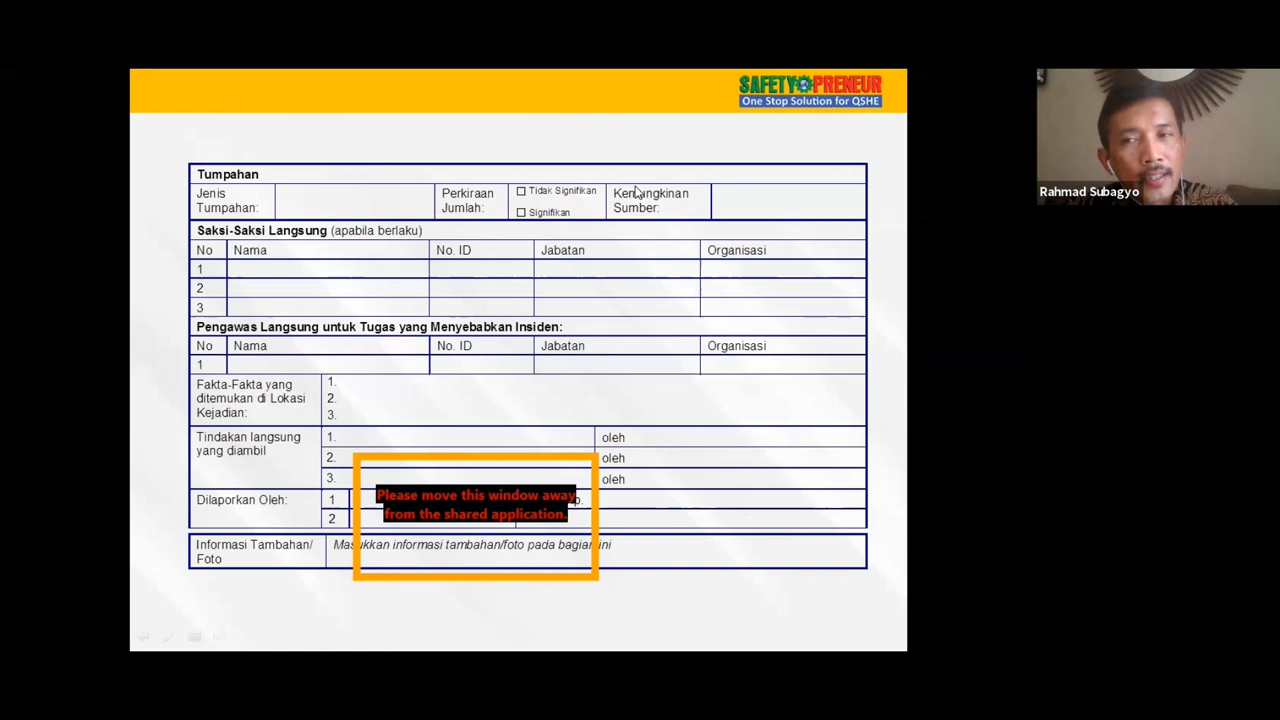 SAFETY PRENEUR
One Stop Solution for QSHE
Rahmad Subagyo
Tumpahan
Jenis
Tumpahan:
Perkiraan
Jumlah:
Tidak Signifikan
Signifikan
Kemungkinan
Sumber:
Saksi-Saksi Langsung (apabila berlaku)
No Nama No. ID Jabatan Organisasi
1
2
3
Pengawas Langsung untuk Tugas yang Menyebabkan Insiden:
No Nama No. ID Jabatan Organisasi
1
Fakta-Fakta yang
ditemukan di Lokasi
Kejadian:
1.
2.
3.
Tindakan langsung
yang diambil
1. oleh
2. oleh
3. oleh
Dilaporkan Oleh:
1
2
Please move this window away
from the shared application.
Informasi Tambahan/
Foto
Masukkan informasi tambahan/foto pada bagian ini